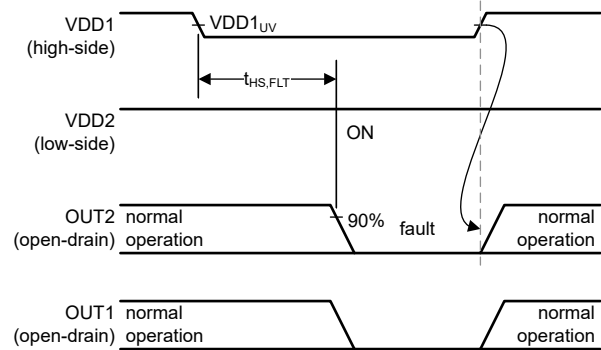 VDD1
(high-side)
VDD1UV
tHS,FLT
VDD2
(low-side)
ON
OUT2
(open-drain)
normal
operation
90%
fault
normal
operation
OUT1
(open-drain)
normal
operation
normal
operation